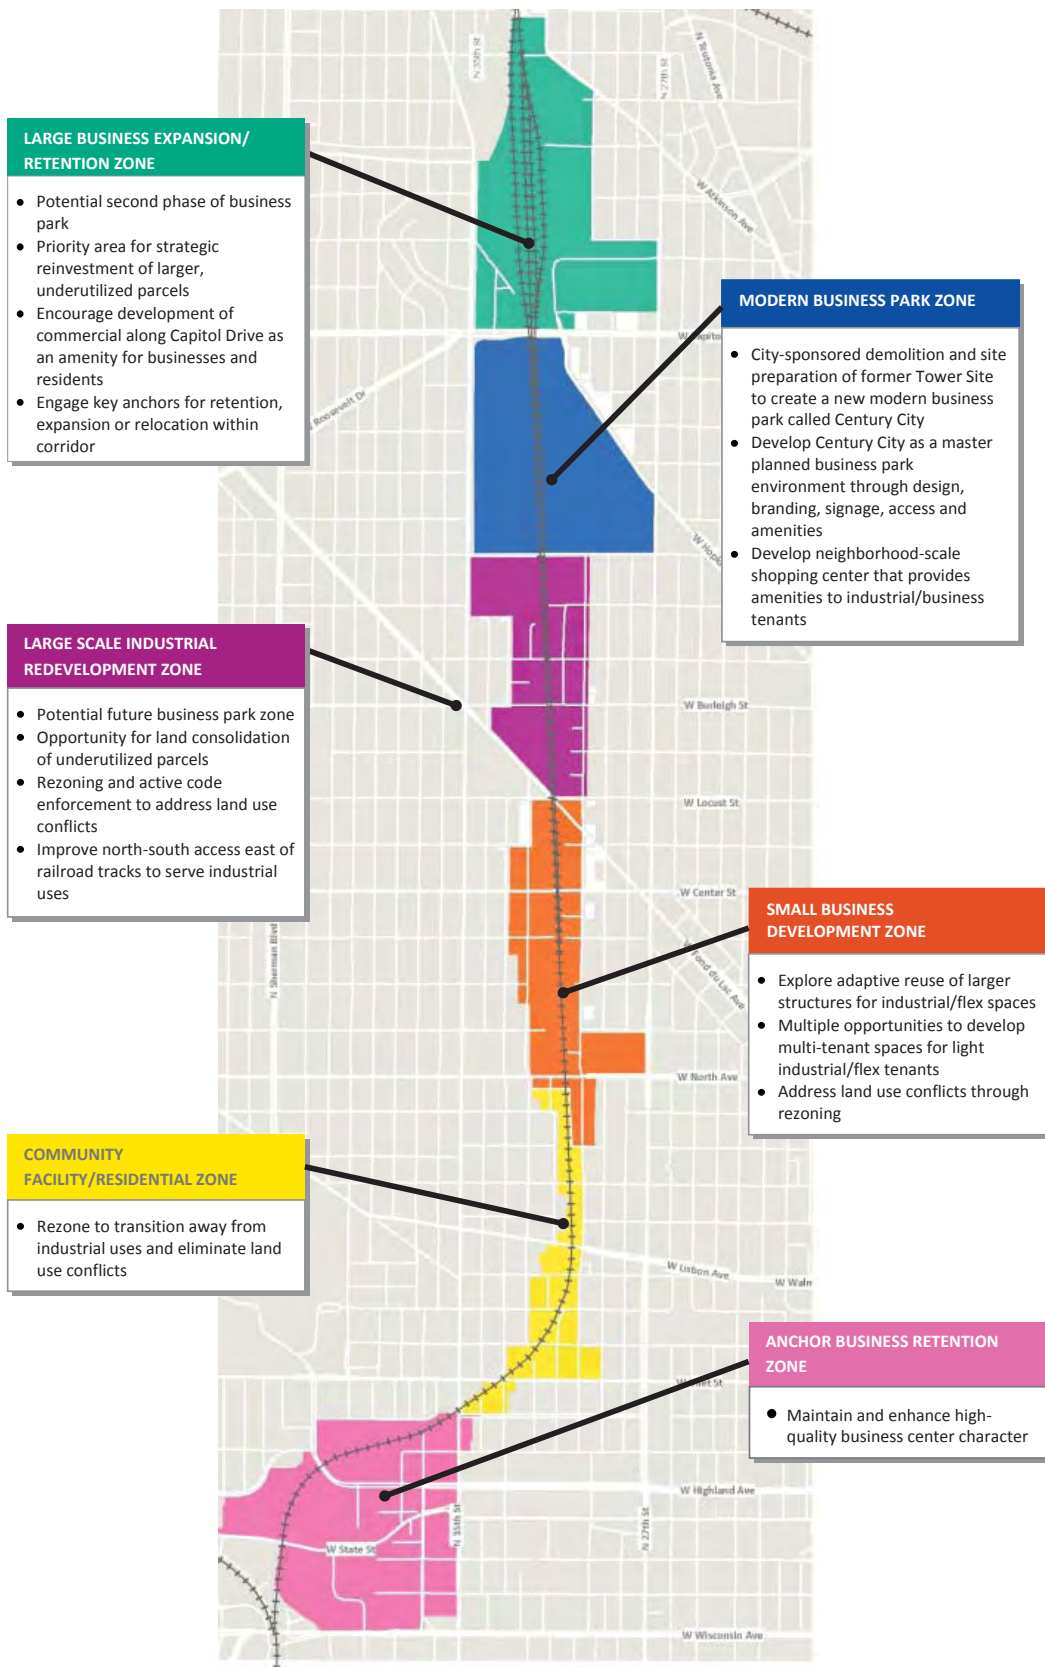 N 35th St
N Teutonia Ave
N 27th St
LARGE BUSINESS EXPANSION/
RETENTION ZONE
• Potential second phase of business
park
• Priority area for strategic
reinvestment of larger,
underutilized parcels
• Encourage development of
commercial along Capitol Drive as
an amenity for businesses and
residents
• Engage key anchors for retention,
expansion or relocation within
corridor
W Atkinson Ave
MODERN BUSINESS PARK ZONE
• City-sponsored demolition and site
preparation of former Tower Site
to create a new modern business
park called Century City
• Develop Century City as a master
planned business park
environment through design,
branding, signage, access and
amenities
• Develop neighborhood-scale
shopping center that provides
amenities to industrial/business
tenants
W Capito
Roosevelt Dr
W Hopk
LARGE SCALE INDUSTRIAL
REDEVELOPMENT ZONE
• Potential future business park zone
• Opportunity for land consolidation
of underutilized parcels
• Rezoning and active code
enforcement to address land use
conflicts
• Improve north-south access east of
railroad tracks to serve industrial
uses
W Burleigh St
W Locust St
W Center St
N Sherman Blvd
W Fond du Lac Ave
SMALL BUSINESS
DEVELOPMENT ZONE
• Explore adaptive reuse of larger
structures for industrial/flex spaces
• Multiple opportunities to develop
multi-tenant spaces for light
industrial/flex tenants
• Address land use conflicts through
rezoning
W North Ave
COMMUNITY
FACILITY/RESIDENTIAL ZONE
• Rezone to transition away from
industrial uses and eliminate land
use conflicts
W Lisbon Ave
W Waln
ANCHOR BUSINESS RETENTION
ZONE
• Maintain and enhance high-
quality business center character
St
W Highland Ave
N 35th St
N 27th St
W State St
W Wisconsin Ave